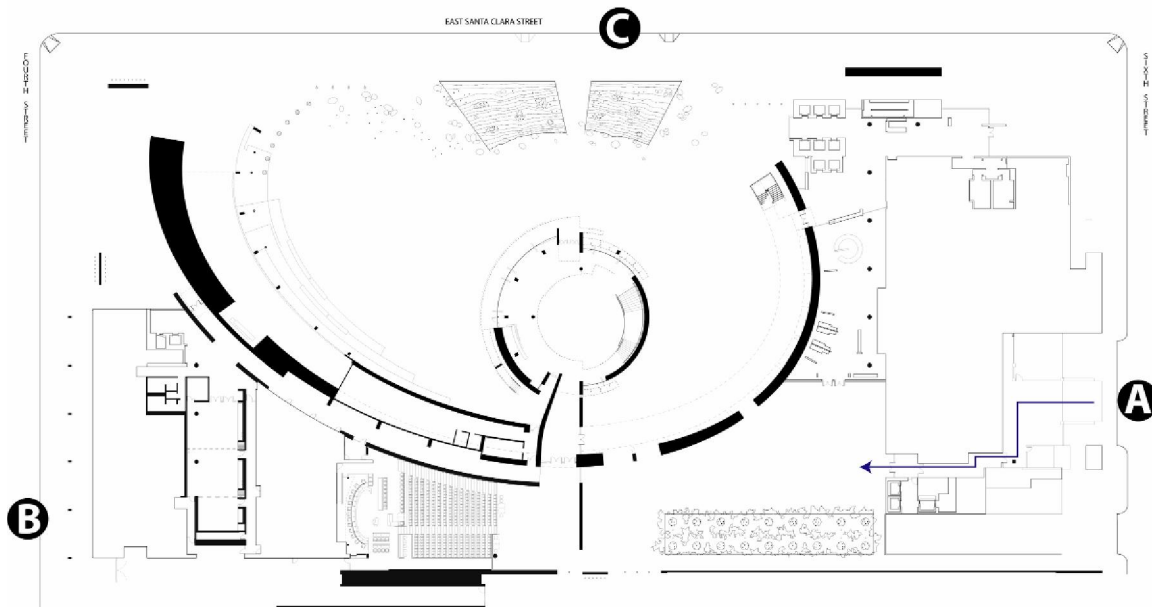 EAST SANTA CLARA STREET
C
FOURTH STREET
SIXTH STREET
A
B